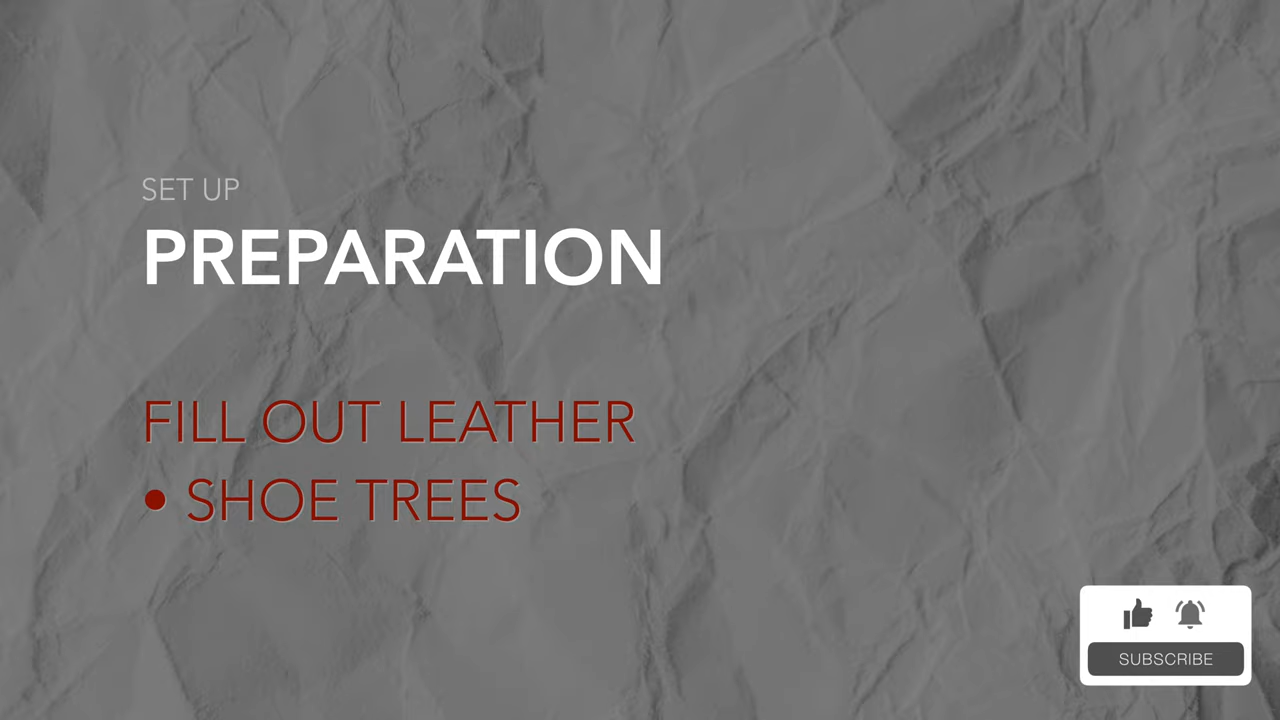 SET UP
PREPARATION
FILL OUT LEATHER
• SHOE TREES
SUBSCRIBE